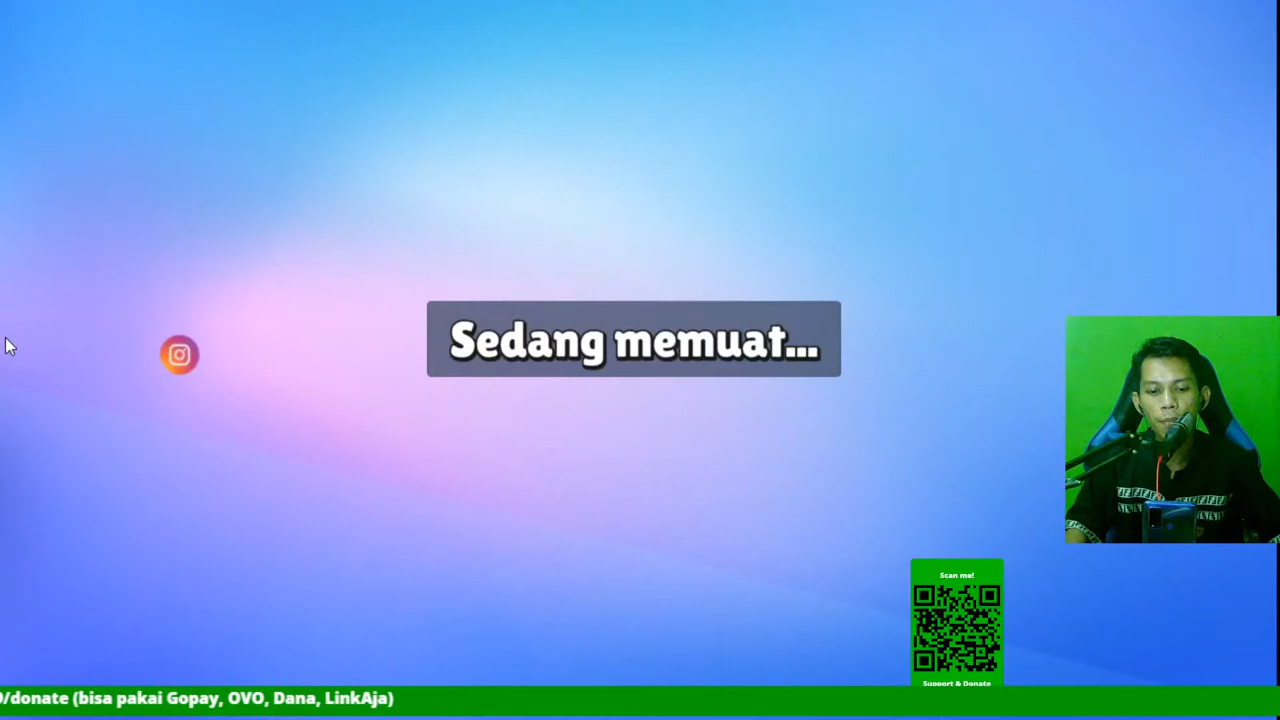 Sedang memuat...
Scan me!
Support & Donate
/donate (bisa pakai Gopay, OVO, Dana, LinkAja)